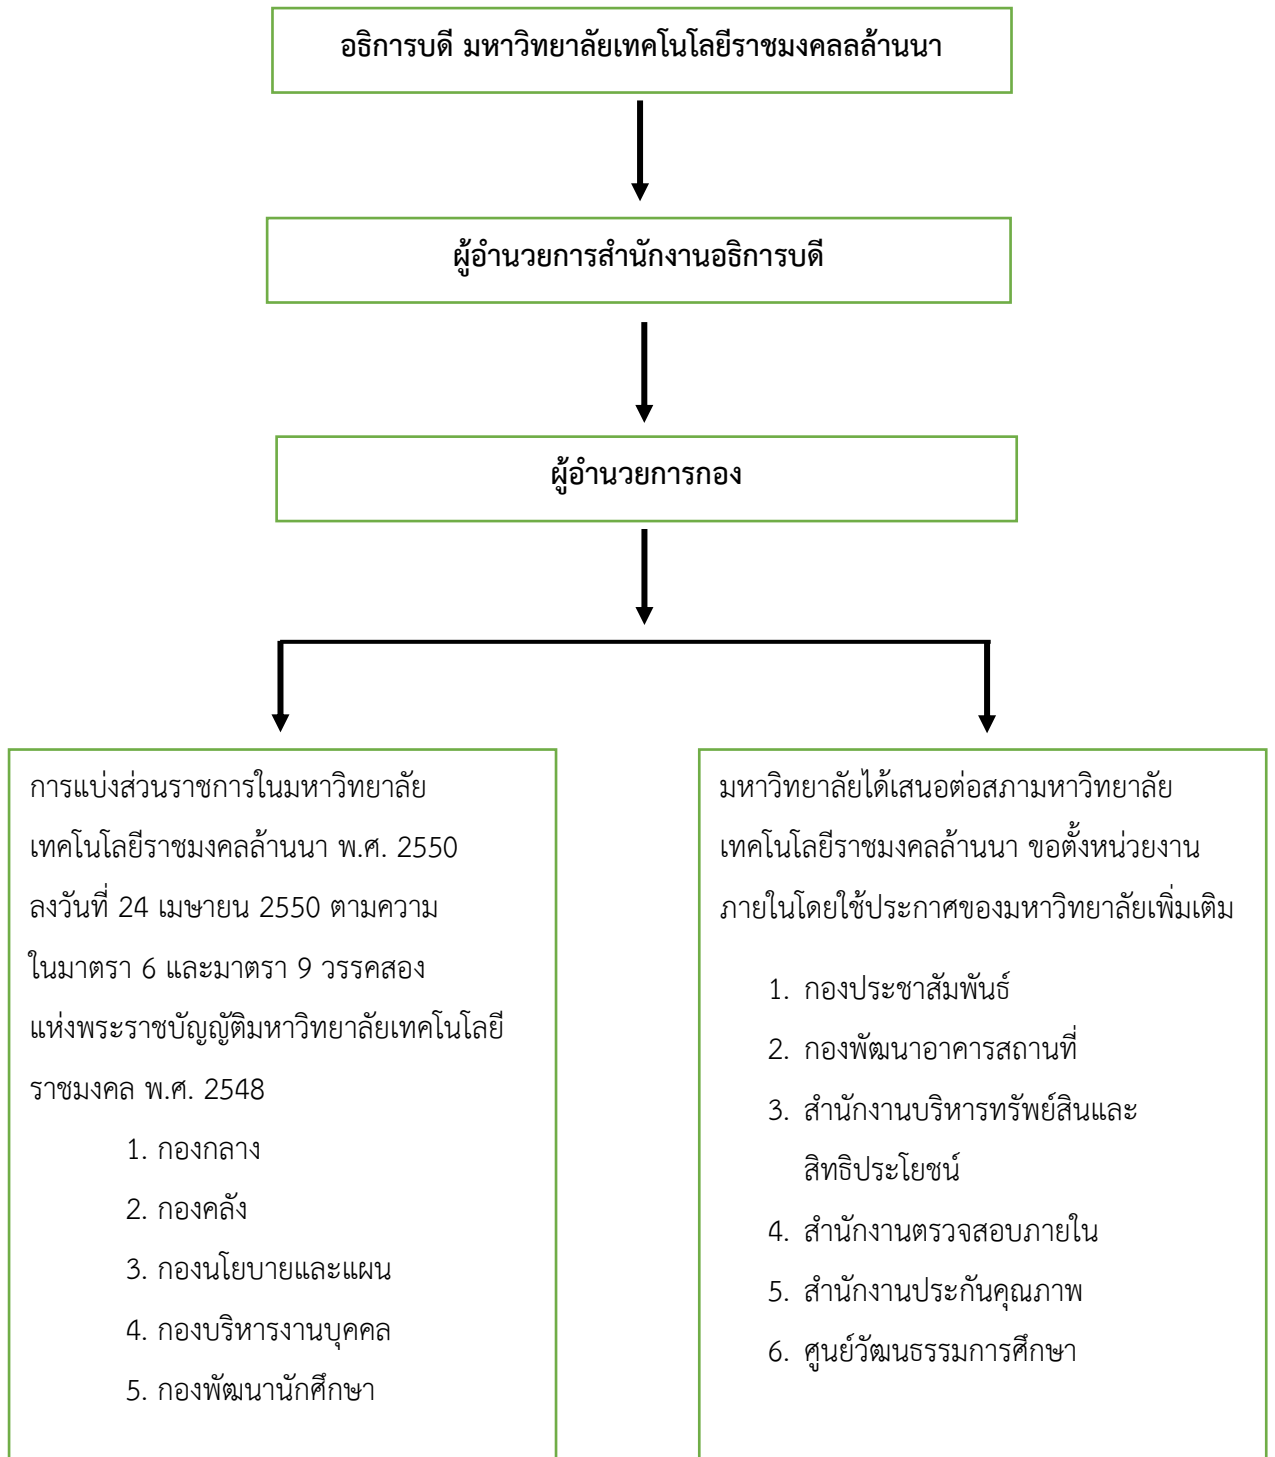 อธิการบดี มหาวิทยาลัยเทคโนโลยีราชมงคลลล้านนา
ผู้อำนวยการสำนักงานอธิการบดี
ผู้อำนวยการกอง
การแบ่งส่วนราชการในมหาวิทยาลัย
เทคโนโลยีราชมงคลล้านนา พ.ศ. 2550
ลงวันที่ 24 เมษายน 2550 ตามความ
ในมาตรา 6 และมาตรา 9 วรรคสอง
แห่งพระราชบัญญัติมหาวิทยาลัยเทคโนโลยี
ราชมงคล พ.ศ. 2548
1. กองกลาง
2. กองคลัง
3. กองนโยบายและแผน
4. กองบริหารงานบุคคล
5. กองพัฒนานักศึกษา
มหาวิทยาลัยได้เสนอต่อสภามหาวิทยาลัย
เทคโนโลยีราชมงคลล้านนา ขอตั้งหน่วยงาน
ภายในโดยใช้ประกาศของมหาวิทยาลัยเพิ่มเติม
1. กองประชาสัมพันธ์
2. กองพัฒนาอาคารสถานที่
3. สำนักงานบริหารทรัพย์สินและ
สิทธิประโยชน์
4. สำนักงานตรวจสอบภายใน
5. สำนักงานประกันคุณภาพ
6. ศูนย์วัฒนธรรมการศึกษา